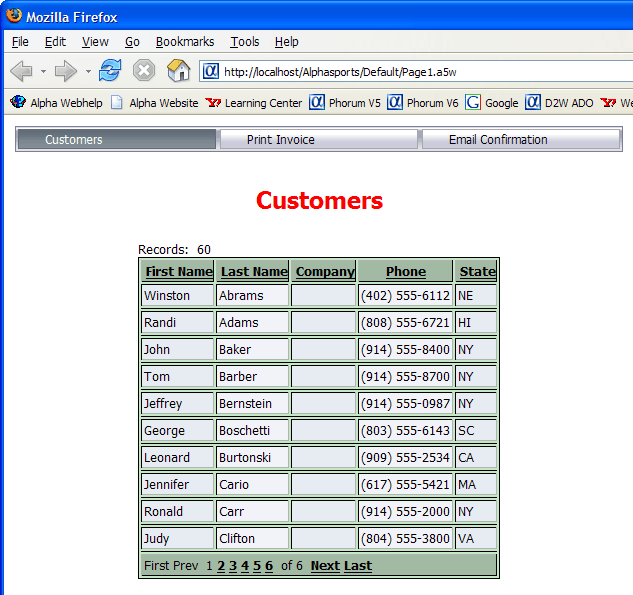 Mozilla Firefox
File Edit View Go Bookmarks Tools Help
α http://localhost/Alphasports/Default/Page1.a5w
Alpha Webhelp Alpha Website Y! Learning Center α Phorum V5 α Phorum V6 G Google α D2W ADO Y! We
Customers Print Invoice Email Confirmation
Customers
Records: 60
First Name Last Name Company Phone State
Winston Abrams (402) 555-6112 NE
Randi Adams (808) 555-6721 HI
John Baker (914) 555-8400 NY
Tom Barber (914) 555-8700 NY
Jeffrey Bernstein (914) 555-0987 NY
George Boschetti (803) 555-6143 SC
Leonard Burtonski (909) 555-2534 CA
Jennifer Cario (617) 555-5421 MA
Ronald Carr (914) 555-2000 NY
Judy Clifton (804) 555-3800 VA
First Prev 1 2 3 4 5 6 of 6 Next Last